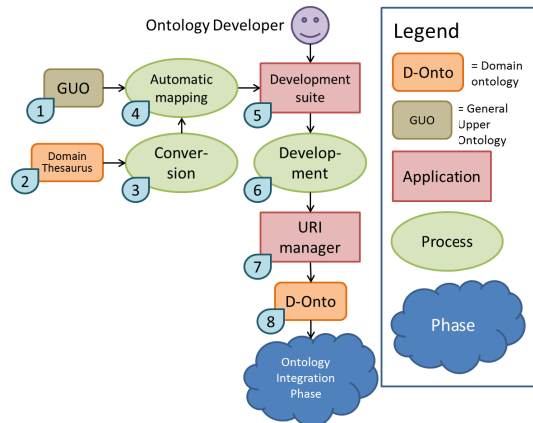 Ontology Developer
GUO
1
Automatic
mapping
4
Development
suite
5
Domain
Thesaurus
2
Conver-
sion
3
Develop-
ment
6
URI
manager
7
D-Onto
8
Ontology
Integration
Phase
Legend
D-Onto
= Domain
ontology
GUO
= General
Upper
Ontology
Application
Process
Phase